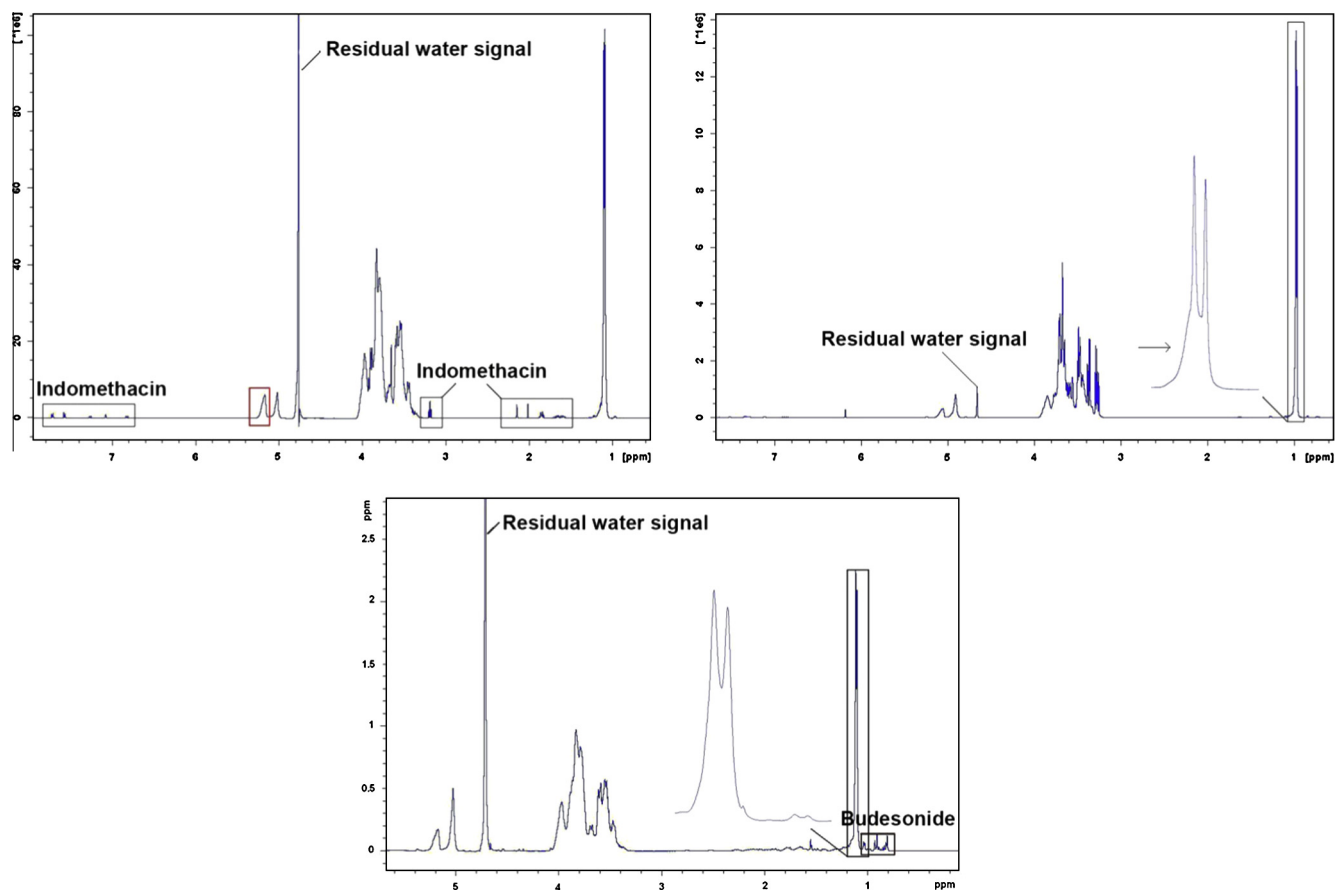 [*1e6]
Residual water signal
80
60
40
20
0
Indomethacin
Indomethacin
7 6 5 4 3 2 1 [ppm]
[*1e6]
12
10
8
6
4
2
0
Residual water signal
7 6 5 4 3 2 1 [ppm]
ppm
2.5
2
1.5
1
0.5
0
Residual water signal
Budesonide
5 4 3 2 1 ppm